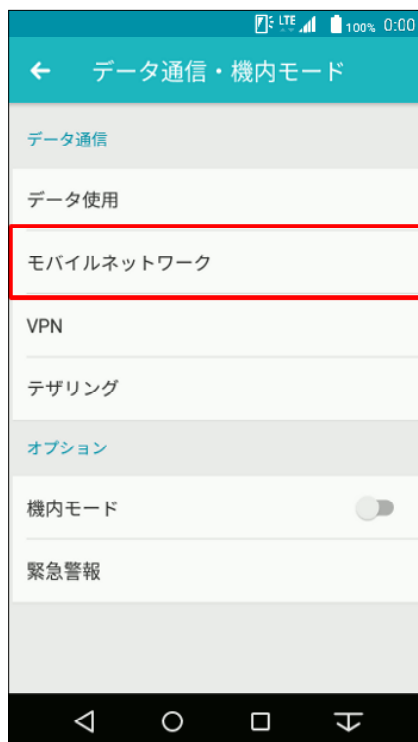 LTE 100% 0:00
データ通信・機内モード
データ通信
データ使用
モバイルネットワーク
VPN
テザリング
オプション
機内モード
緊急警報